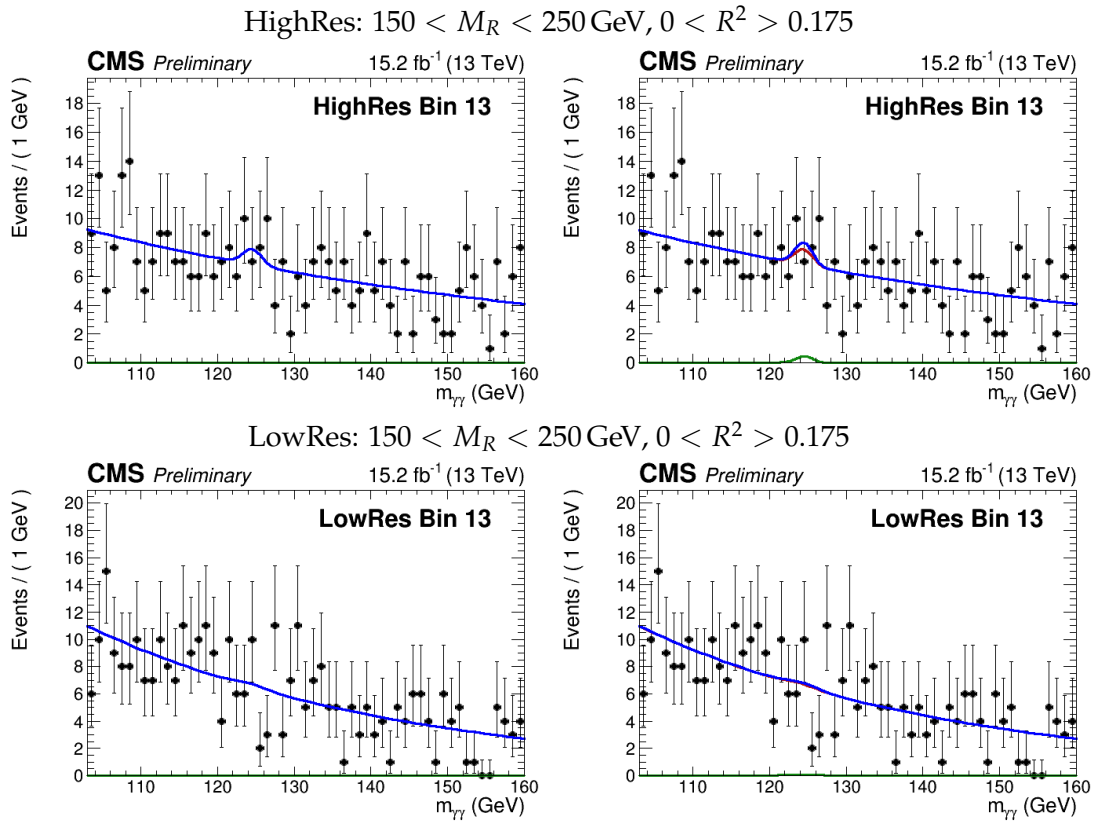 HighRes: 150 < M_R < 250 GeV, 0 < R² > 0.175
CMS Preliminary 15.2 fb⁻¹ (13 TeV)
HighRes Bin 13
Events / ( 1 GeV )
18
16
14
12
10
8
6
4
2
0
110 120 130 140 150 160
m_γγ (GeV)
CMS Preliminary 15.2 fb⁻¹ (13 TeV)
HighRes Bin 13
Events / ( 1 GeV )
18
16
14
12
10
8
6
4
2
0
110 120 130 140 150 160
m_γγ (GeV)
LowRes: 150 < M_R < 250 GeV, 0 < R² > 0.175
CMS Preliminary 15.2 fb⁻¹ (13 TeV)
LowRes Bin 13
Events / ( 1 GeV )
20
18
16
14
12
10
8
6
4
2
0
110 120 130 140 150 160
m_γγ (GeV)
CMS Preliminary 15.2 fb⁻¹ (13 TeV)
LowRes Bin 13
Events / ( 1 GeV )
20
18
16
14
12
10
8
6
4
2
0
110 120 130 140 150 160
m_γγ (GeV)